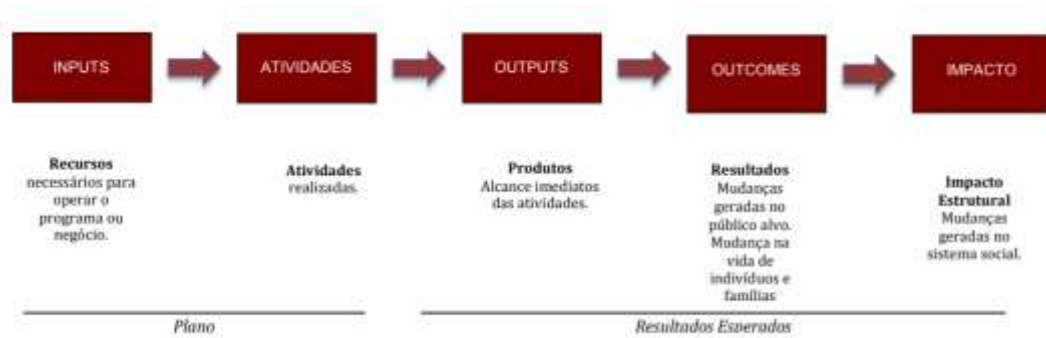 INPUTS
ATIVIDADES
OUTPUTS
OUTCOMES
IMPACTO
Recursos
necessários para
operar o
programa ou
negócio.
Atividades
realizadas.
Produtos
Alcance imediatos
das atividades.
Resultados
Mudanças
geradas no
público alvo.
Mudança na
vida de
indivíduos e
famílias
Impacto
Estrutural
Mudanças
geradas no
sistema social.
Plano
Resultados Esperados